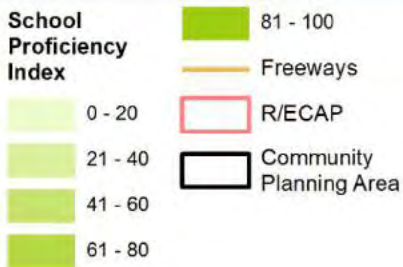 School
Proficiency
Index
0 - 20
21 - 40
41 - 60
61 - 80
81 - 100
Freeways
R/ECAP
Community
Planning Area